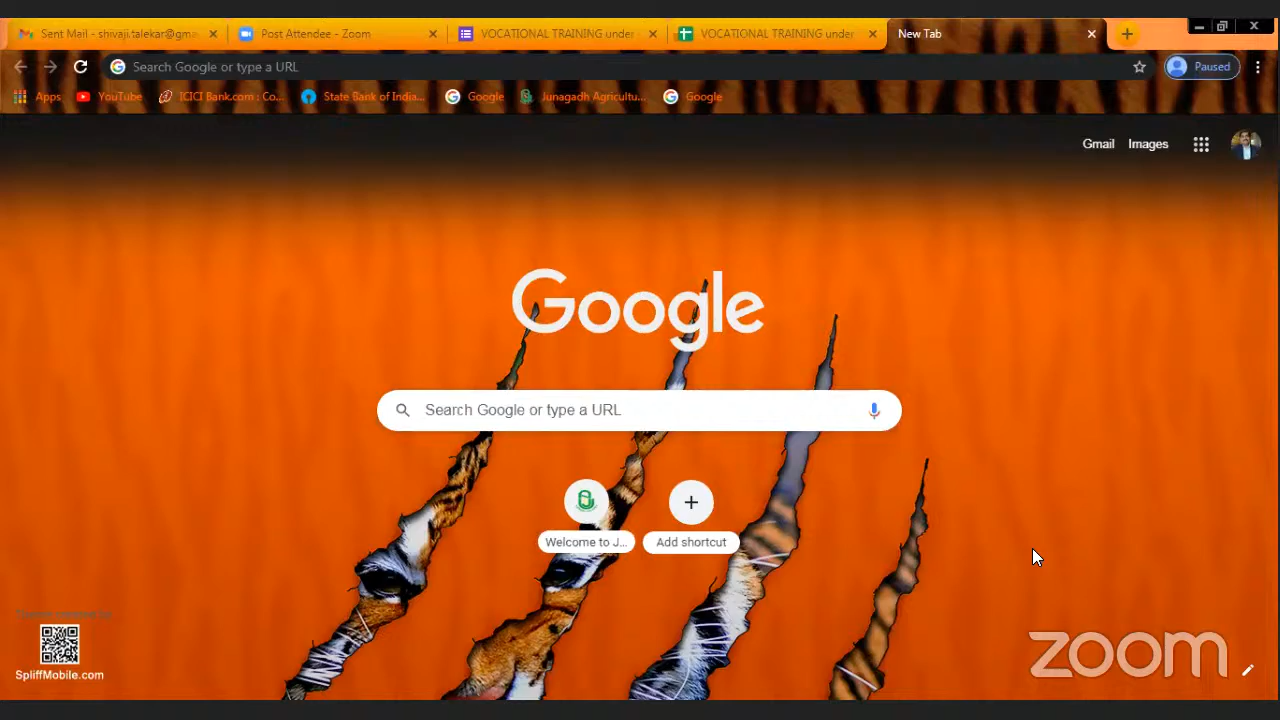 Sent Mail - shivaji.talekar@gma
Post Attendee - Zoom
VOCATIONAL TRAINING under
VOCATIONAL TRAINING under
New Tab
Search Google or type a URL
Paused
Apps
YouTube
ICICI Bank.com : Co...
State Bank of India...
Google
Junagadh Agricultu...
Google
Gmail
Images
Google
Search Google or type a URL
Welcome to J...
Add shortcut
SpliffMobile.com
zoom